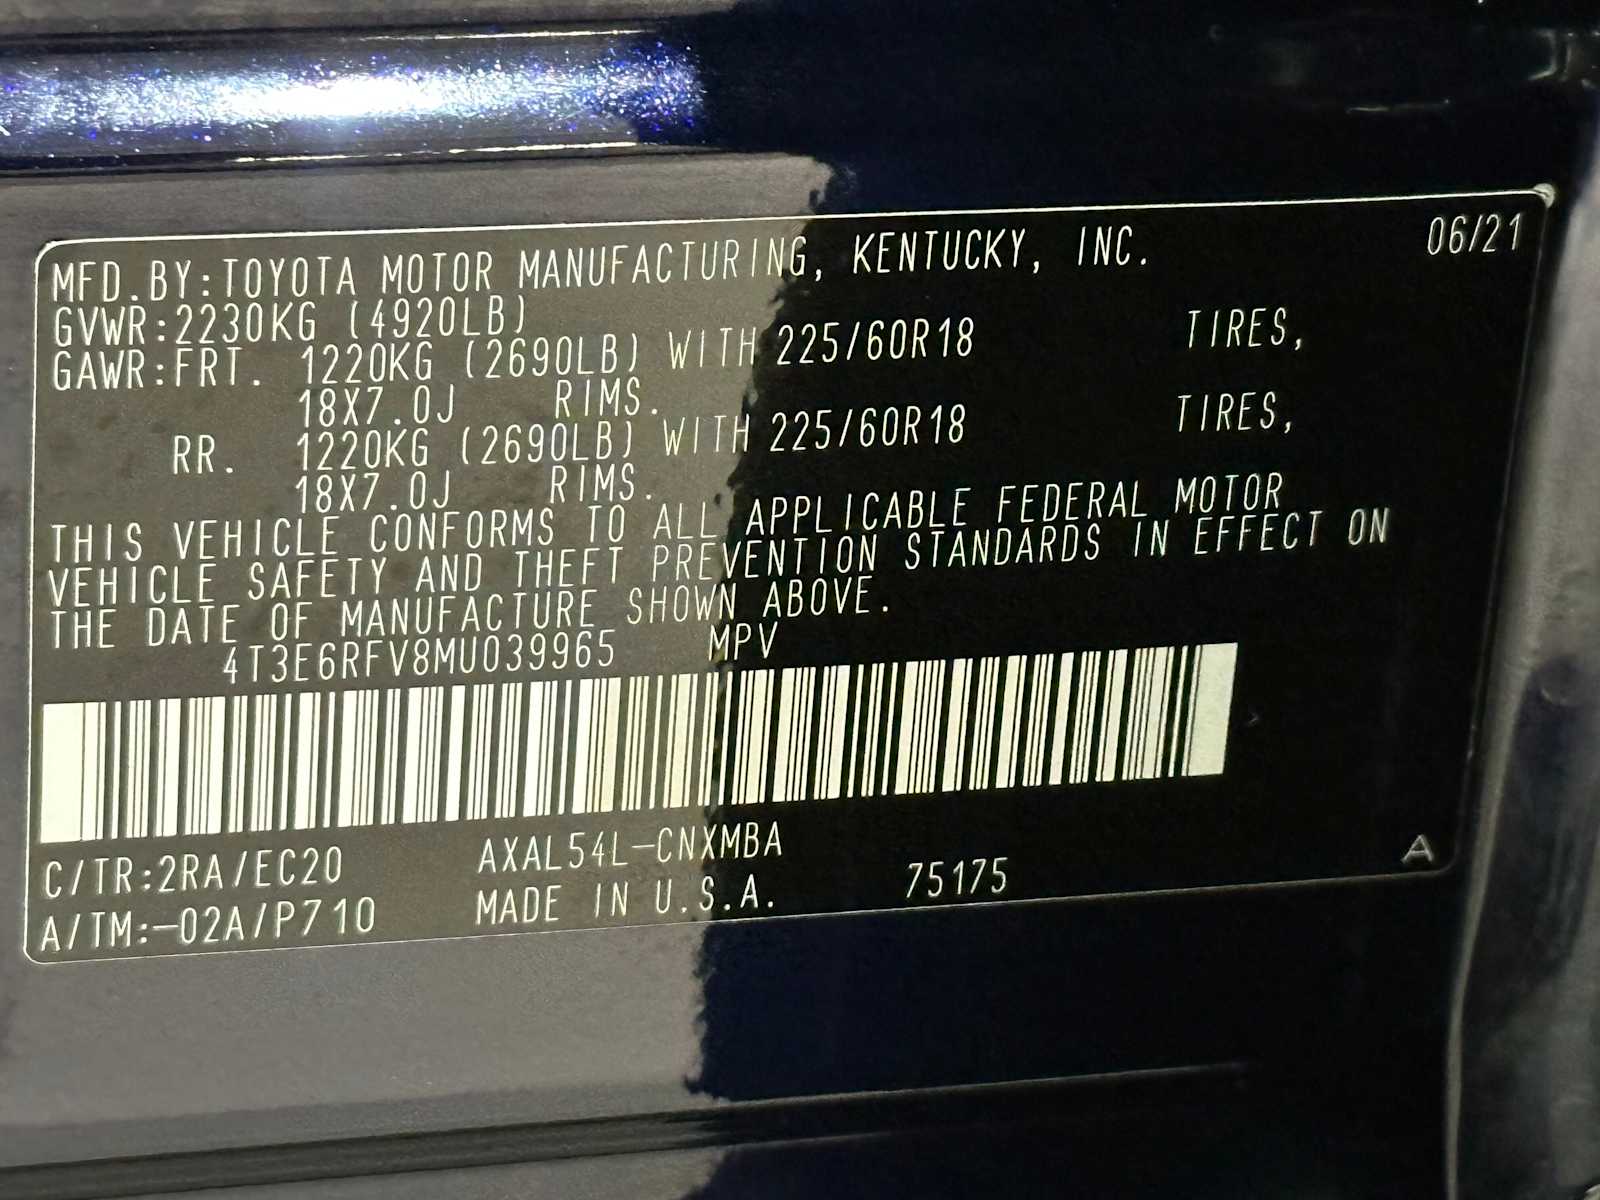 06/21
MFD.BY:TOYOTA MOTOR MANUFACTURING, KENTUCKY, INC.
GVWR:2230KG (4920LB)
GAWR:FRT. 1220KG (2690LB) WITH 225/60R18 TIRES,
18X7.0J RIMS.
RR. 1220KG (2690LB) WITH 225/60R18 TIRES,
18X7.0J RIMS.
THIS VEHICLE CONFORMS TO ALL APPLICABLE FEDERAL MOTOR
VEHICLE SAFETY AND THEFT PREVENTION STANDARDS IN EFFECT ON
THE DATE OF MANUFACTURE SHOWN ABOVE.
4T3E6RFV8MU039965 MPV
C/TR:2RA/EC20 AXAL54L-CNXMBA
A/TM:-02A/P710 MADE IN U.S.A. 75175
A